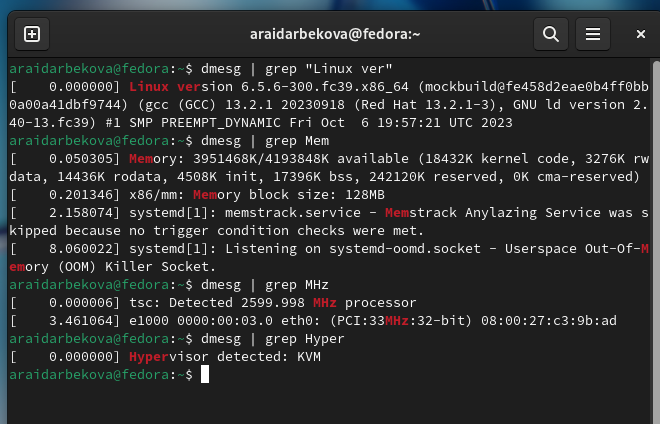 araidarbekova@fedora:~
araidarbekova@fedora:~$ dmesg | grep "Linux ver"
[    0.000000] Linux version 6.5.6-300.fc39.x86_64 (mockbuild@fe458d2eae0b4ff0bb
0a00a41dbf9744) (gcc (GCC) 13.2.1 20230918 (Red Hat 13.2.1-3), GNU ld version 2.
40-13.fc39) #1 SMP PREEMPT_DYNAMIC Fri Oct  6 19:57:21 UTC 2023
araidarbekova@fedora:~$ dmesg | grep Mem
[    0.050305] Memory: 3951468K/4193848K available (18432K kernel code, 3276K rw
data, 14436K rodata, 4508K init, 17396K bss, 242120K reserved, 0K cma-reserved)
[    0.201346] x86/mm: Memory block size: 128MB
[    2.158074] systemd[1]: memstrack.service - Memstrack Anylazing Service was s
kipped because no trigger condition checks were met.
[    8.060022] systemd[1]: Listening on systemd-oomd.socket - Userspace Out-Of-M
emory (OOM) Killer Socket.
araidarbekova@fedora:~$ dmesg | grep MHz
[    0.000006] tsc: Detected 2599.998 MHz processor
[    3.461064] e1000 0000:00:03.0 eth0: (PCI:33MHz:32-bit) 08:00:27:c3:9b:ad
araidarbekova@fedora:~$ dmesg | grep Hyper
[    0.000000] Hypervisor detected: KVM
araidarbekova@fedora:~$